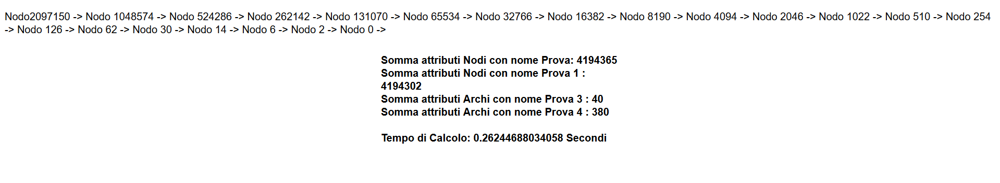 Nodo2097150 -> Nodo 1048574 -> Nodo 524286 -> Nodo 262142 -> Nodo 131070 -> Nodo 65534 -> Nodo 32766 -> Nodo 16382 -> Nodo 8190 -> Nodo 4094 -> Nodo 2046 -> Nodo 1022 -> Nodo 510 -> Nodo 254
-> Nodo 126 -> Nodo 62 -> Nodo 30 -> Nodo 14 -> Nodo 6 -> Nodo 2 -> Nodo 0 ->
Somma attributi Nodi con nome Prova: 4194365
Somma attributi Nodi con nome Prova 1 :
4194302
Somma attributi Archi con nome Prova 3 : 40
Somma attributi Archi con nome Prova 4 : 380
Tempo di Calcolo: 0.26244688034058 Secondi